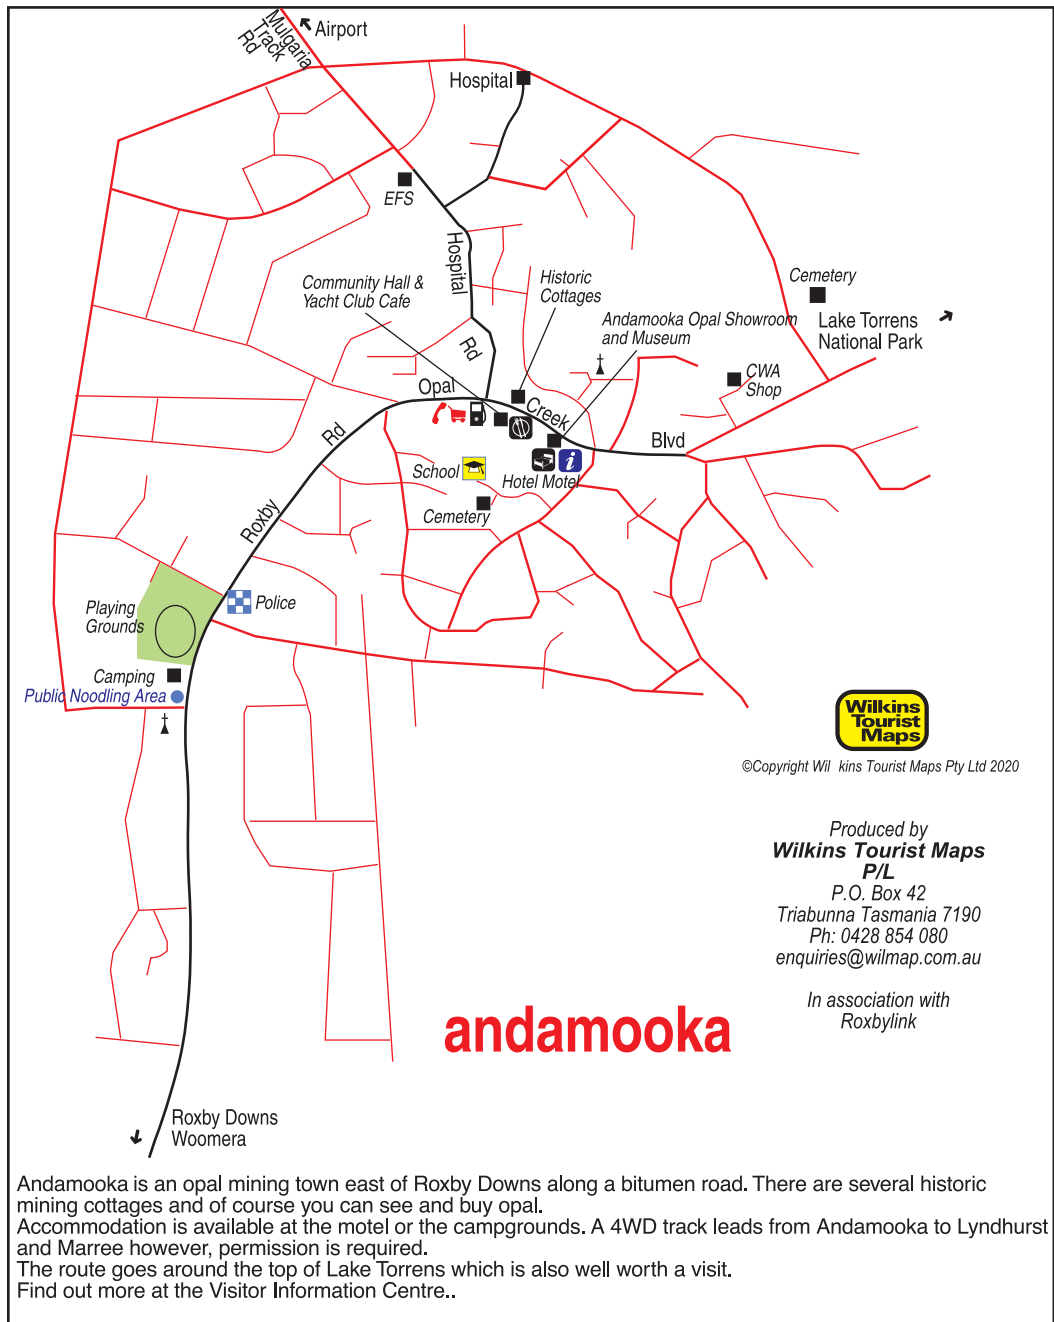 Mulgaria
Track
Rd
Airport
Hospital
EFS
Hospital
Rd
Community Hall &
Yacht Club Cafe
Historic
Cottages
Andamooka Opal Showroom
and Museum
Cemetery
Lake Torrens
National Park
CWA
Shop
Opal
Creek
Blvd
Rd
Roxby
School
i
Hotel Motel
Cemetery
Police
Playing
Grounds
Camping
Public Noodling Area
Wilkins
Tourist
Maps
©Copyright Wil kins Tourist Maps Pty Ltd 2020
Produced by
Wilkins Tourist Maps
P/L
P.O. Box 42
Triabunna Tasmania 7190
Ph: 0428 854 080
enquiries@wilmap.com.au
In association with
Roxbylink
andamooka
Roxby Downs
Woomera
Andamooka is an opal mining town east of Roxby Downs along a bitumen road. There are several historic
mining cottages and of course you can see and buy opal.
Accommodation is available at the motel or the campgrounds. A 4WD track leads from Andamooka to Lyndhurst
and Marree however, permission is required.
The route goes around the top of Lake Torrens which is also well worth a visit.
Find out more at the Visitor Information Centre..